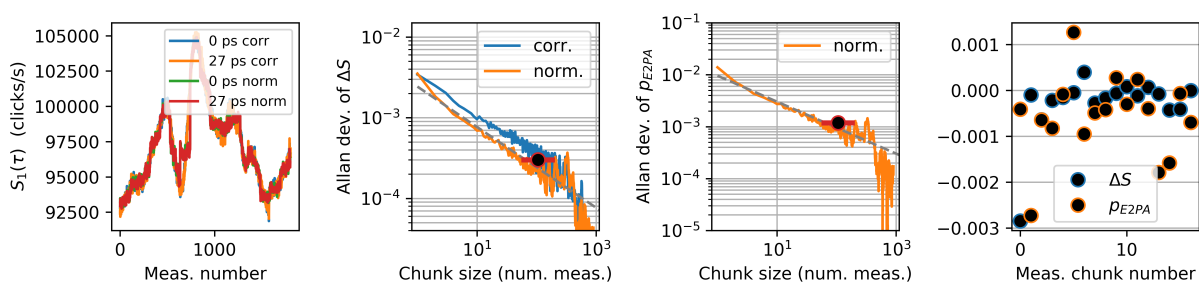 105000
102500
100000
97500
95000
92500
S₁(τ) (clicks/s)
0 ps corr
27 ps corr
0 ps norm
27 ps norm
0
1000
Meas. number
10⁻²
10⁻³
10⁻⁴
Allan dev. of ΔS
corr.
norm.
10¹
10³
Chunk size (num. meas.)
10⁻¹
10⁻²
10⁻³
10⁻⁴
10⁻⁵
Allan dev. of p_E2PA
norm.
10¹
10³
Chunk size (num. meas.)
0.001
0.000
−0.001
−0.002
−0.003
ΔS
p_E2PA
0
10
Meas. chunk number